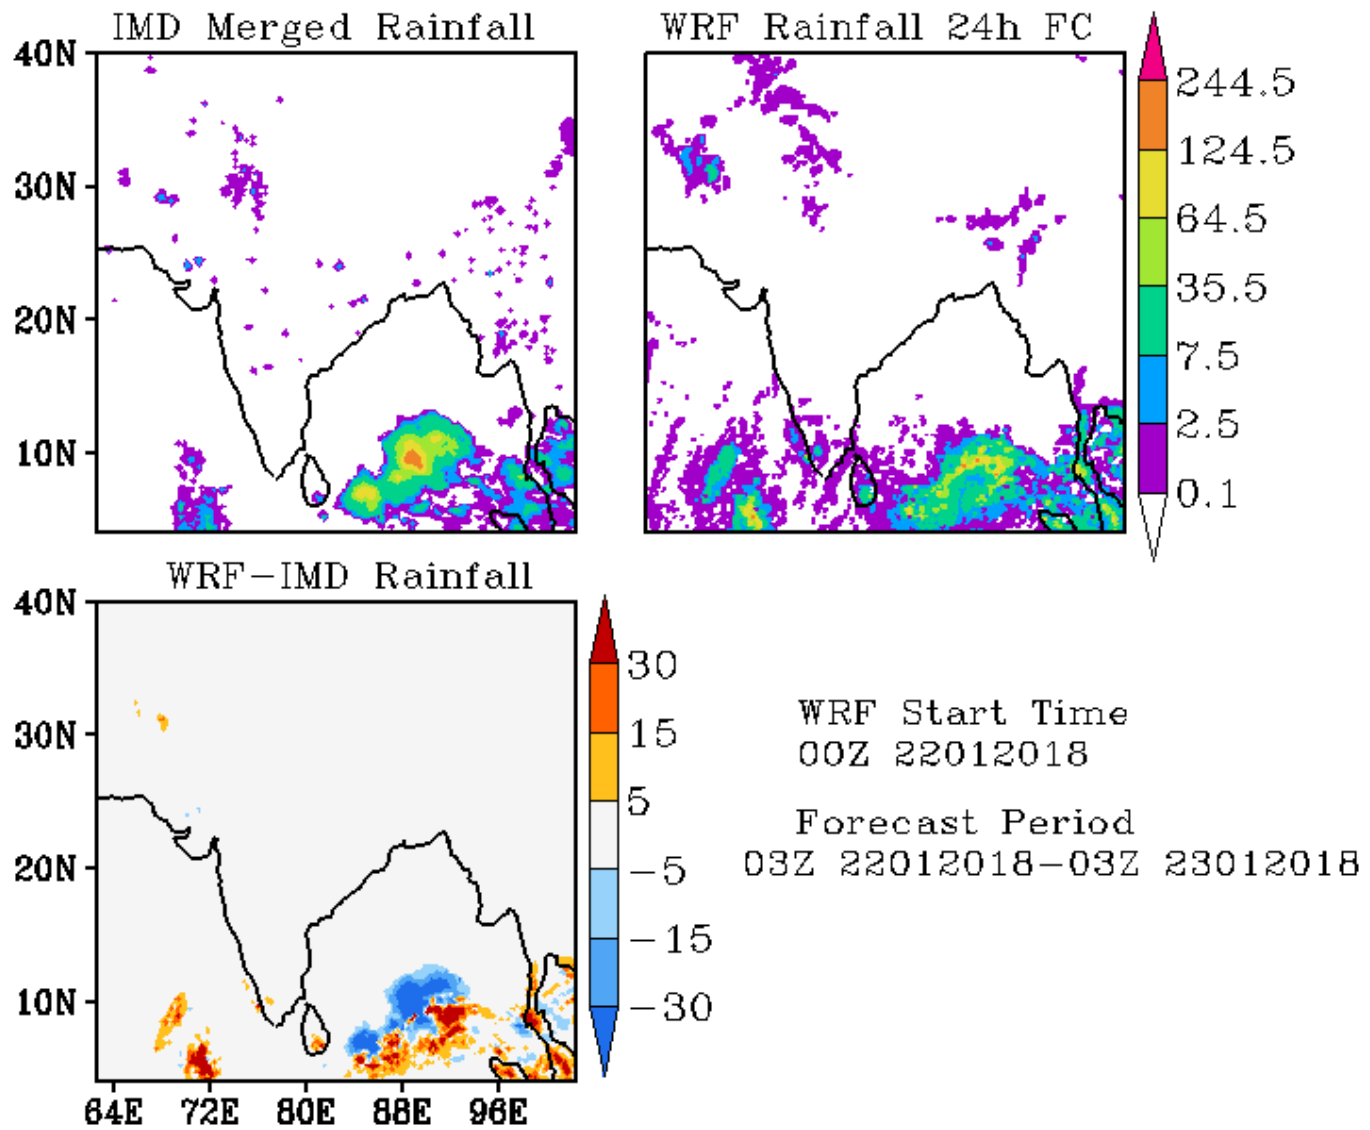 IMD Merged Rainfall
WRF Rainfall 24h FC
40N
30N
20N
10N
244.5
124.5
64.5
35.5
7.5
2.5
0.1
WRF-IMD Rainfall
40N
30N
20N
10N
64E 72E 80E 88E 96E
30
15
5
-5
-15
-30
WRF Start Time
00Z 22012018
Forecast Period
03Z 22012018-03Z 23012018